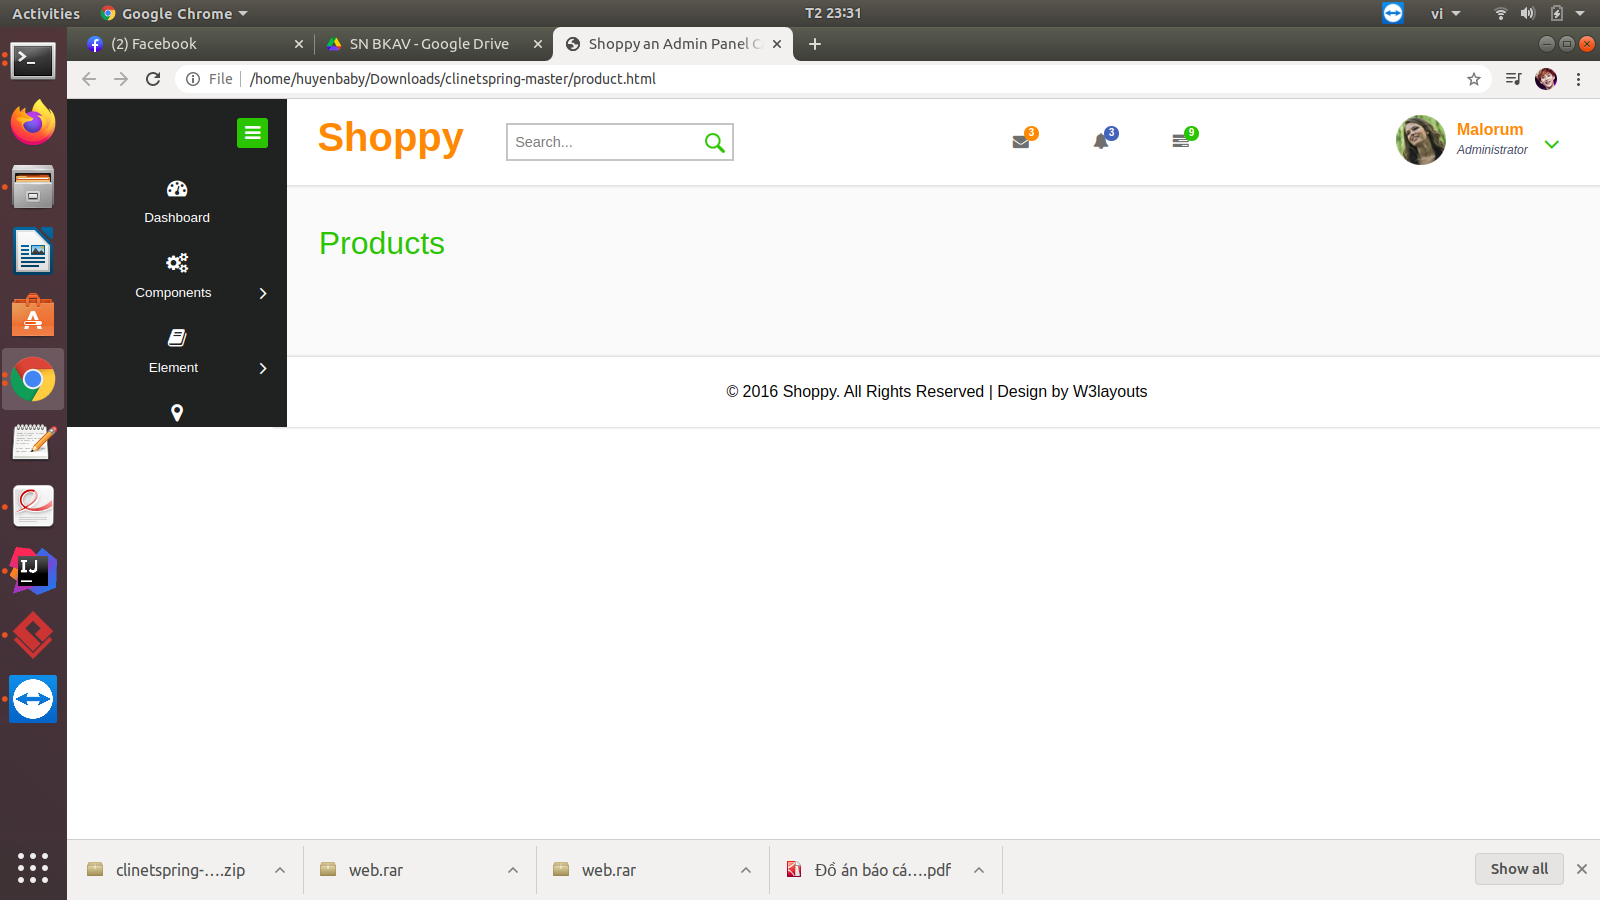 Activities
Google Chrome
T2 23:31
vi
(2) Facebook
SN BKAV - Google Drive
Shoppy an Admin Panel
File
/home/huyenbaby/Downloads/clinetspring-master/product.html
Shoppy
Search...
3
3
9
Malorum
Administrator
Dashboard
Components
Element
Products
© 2016 Shoppy. All Rights Reserved | Design by W3layouts
IJ
clinetspring-....zip
web.rar
web.rar
Đồ án báo cá....pdf
Show all